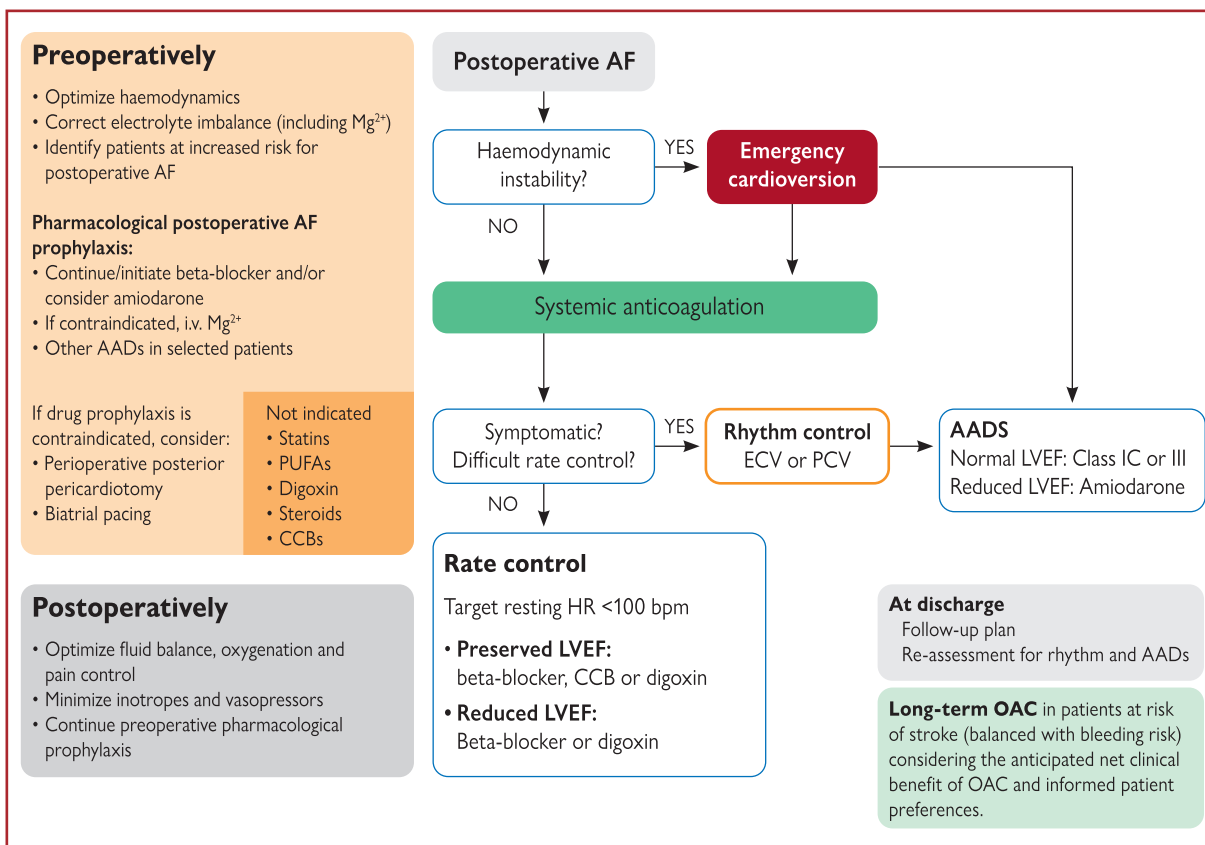 Preoperatively
• Optimize haemodynamics
• Correct electrolyte imbalance (including Mg²⁺)
• Identify patients at increased risk for
postoperative AF
Pharmacological postoperative AF
prophylaxis:
• Continue/initiate beta-blocker and/or
consider amiodarone
• If contraindicated, i.v. Mg²⁺
• Other AADs in selected patients
If drug prophylaxis is
contraindicated, consider:
• Perioperative posterior
pericardiotomy
• Biatrial pacing
Not indicated
• Statins
• PUFAs
• Digoxin
• Steroids
• CCBs
Postoperatively
• Optimize fluid balance, oxygenation and
pain control
• Minimize inotropes and vasopressors
• Continue preoperative pharmacological
prophylaxis
Postoperative AF
Haemodynamic
instability?
YES
Emergency
cardioversion
NO
Systemic anticoagulation
Symptomatic?
Difficult rate control?
YES
Rhythm control
ECV or PCV
AADS
Normal LVEF: Class IC or III
Reduced LVEF: Amiodarone
NO
Rate control
Target resting HR <100 bpm
• Preserved LVEF:
beta-blocker, CCB or digoxin
• Reduced LVEF:
Beta-blocker or digoxin
At discharge
Follow-up plan
Re-assessment for rhythm and AADs
Long-term OAC in patients at risk
of stroke (balanced with bleeding risk)
considering the anticipated net clinical
benefit of OAC and informed patient
preferences.